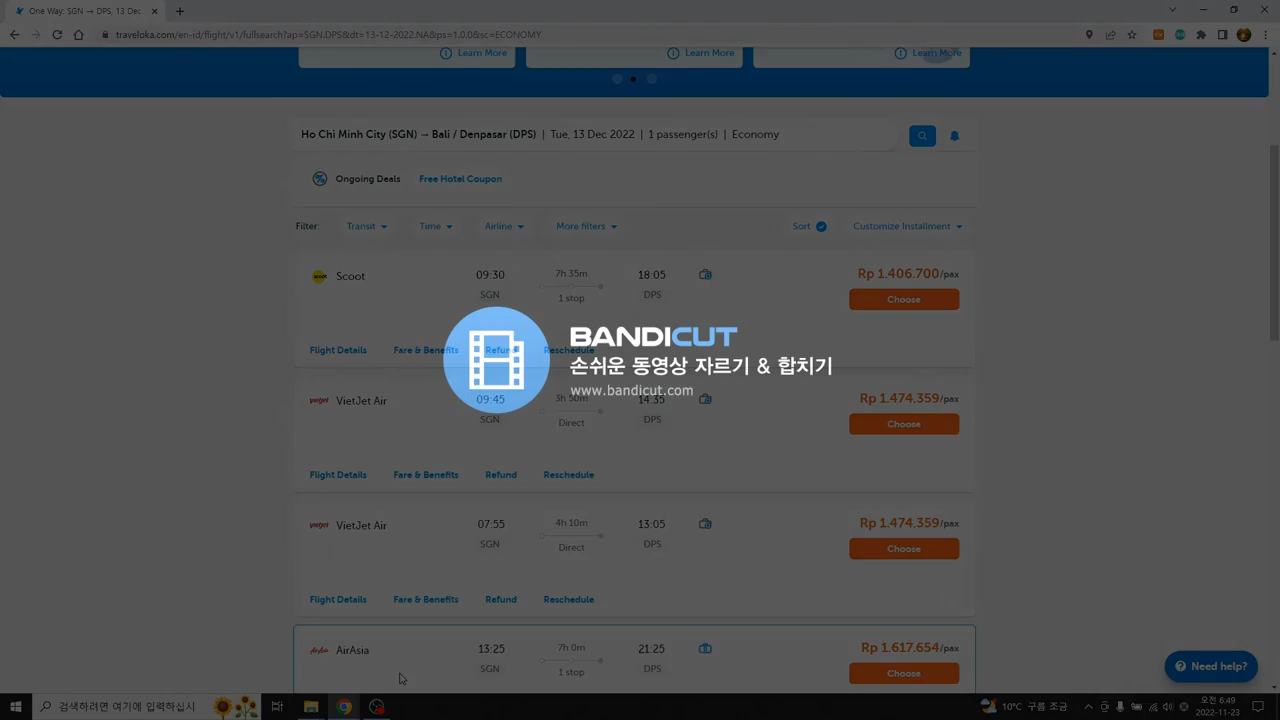 One Way: SGN → DPS, 13 Dec
traveloka.com/en-id/flight/v1/fullsearch?ap=SGN.DPS&dt=13-12-2022.NA&ps=1.0.0&sc=ECONOMY
Learn More
Learn More
Learn More
Ho Chi Minh City (SGN) → Bali / Denpasar (DPS) | Tue, 13 Dec 2022 | 1 passenger(s) | Economy
Ongoing Deals Free Hotel Coupon
Filter: Transit Time Airline More filters Sort Customize Installment
Scoot 09:30 7h 35m 18:05 Rp 1.406.700/pax
SGN 1 stop DPS Choose
Flight Details Fare & Benefits Refund Reschedule
BANDICUT
손쉬운 동영상 자르기 & 합치기
www.bandicut.com
VietJet Air 09:45 3h 50m 14:35 Rp 1.474.359/pax
SGN Direct DPS Choose
Flight Details Fare & Benefits Refund Reschedule
VietJet Air 07:55 4h 10m 13:05 Rp 1.474.359/pax
SGN Direct DPS Choose
Flight Details Fare & Benefits Refund Reschedule
AirAsia 13:25 7h 0m 21:25 Rp 1.617.654/pax
SGN 1 stop DPS Choose
Need help?
검색하려면 여기에 입력하십시
10°C 구름 조금
오전 6:49
2022-11-23